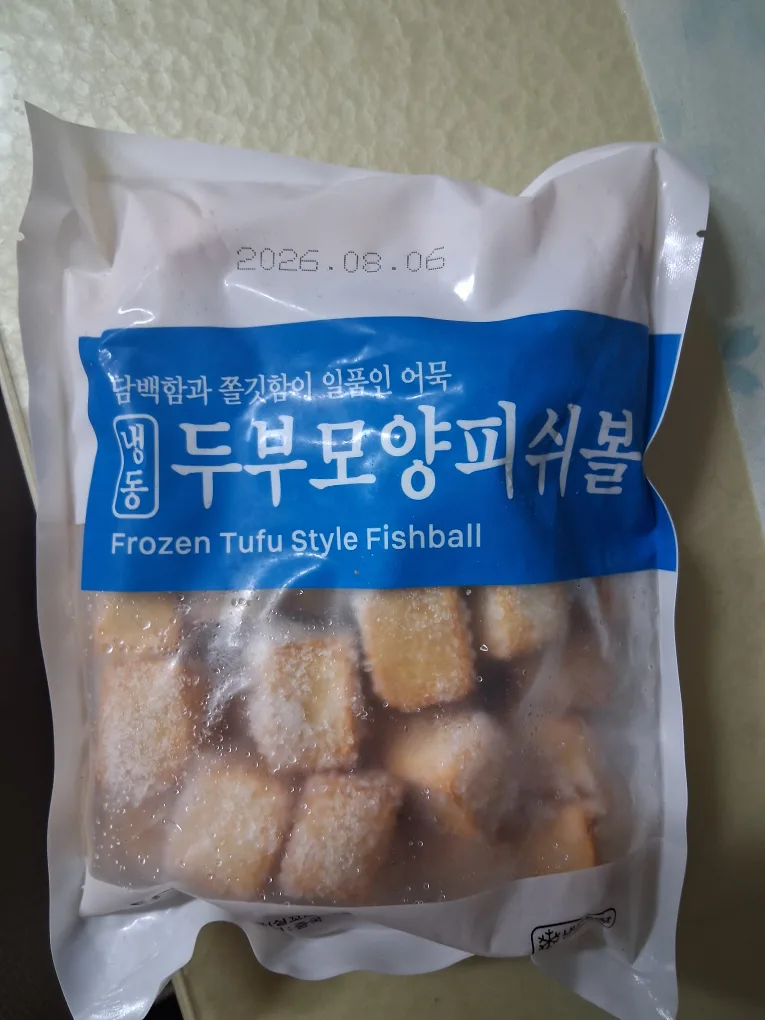 2026.08.06
담백함과 쫄깃함이 일품인 어묵
냉동
두부모양피쉬볼
Frozen Tufu Style Fishball